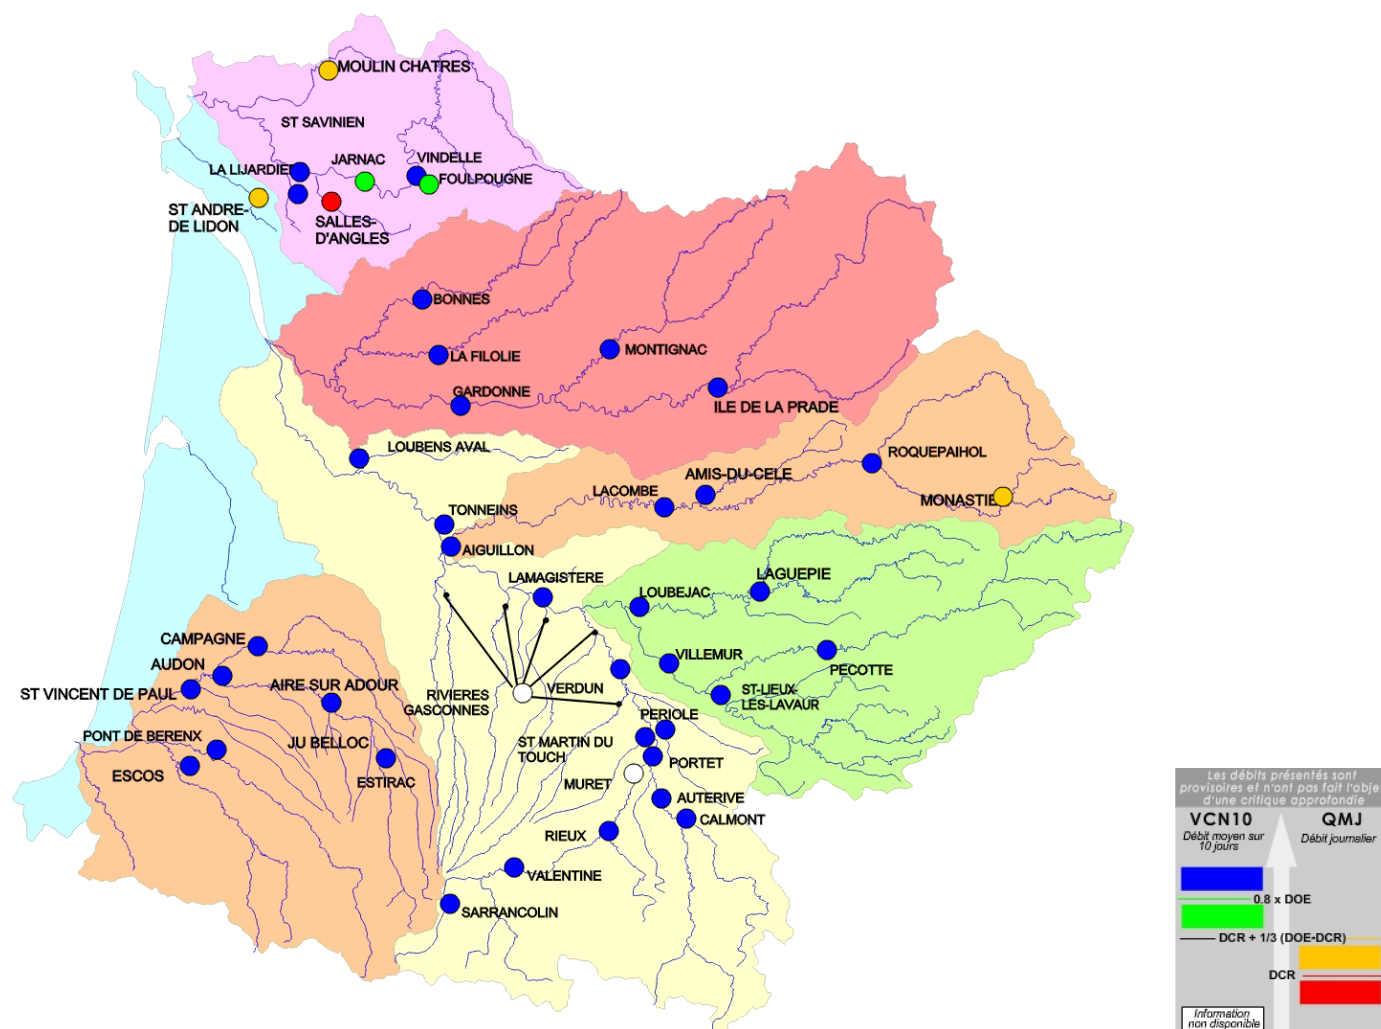 MOULIN CHATRES
ST SAVINIEN
JARNAC
VINDELLE
LA LIJARDIE
FOULPOUGNE
ST ANDRE-
DE LIDON
SALLES-
D'ANGLES
BONNES
LA FILOLIE
MONTIGNAC
GARDONNE
ILE DE LA PRADE
LOUBENS AVAL
ROQUEPAIHOL
AMIS-DU-CELE
LACOMBE
MONASTIE
TONNEINS
AIGUILLON
LAMAGISTERE
LAGUEPIE
LOUBEJAC
CAMPAGNE
AUDON
VILLEMUR
PECOTTE
ST VINCENT DE PAUL
AIRE SUR ADOUR
RIVIERES
GASCONNES
VERDUN
ST-LIEUX-
LES-LAVAUR
PERIOLE
PONT DE BERENX
JU BELLOC
ST MARTIN DU
TOUCH
PORTET
ESCOS
ESTIRAC
MURET
AUTERIVE
CALMONT
RIEUX
VALENTINE
SARRANCOLIN
Les débits présentés sont
provisoires et n'ont pas fait l'obje
d'une critique approfondie
VCN10
QMJ
Débit moyen sur
10 jours
Débit journalier
0.8 x DOE
DCR + 1/3 (DOE-DCR)
DCR
Information
non disponible